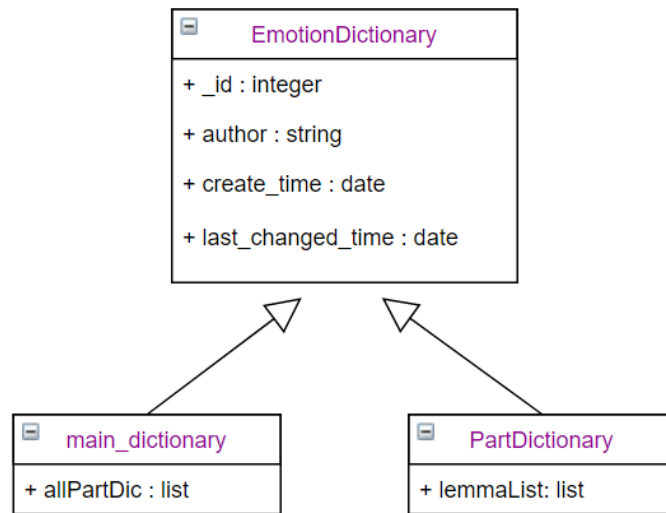 EmotionDictionary
+ _id : integer
+ author : string
+ create_time : date
+ last_changed_time : date
main_dictionary
+ allPartDic : list
PartDictionary
+ lemmaList: list